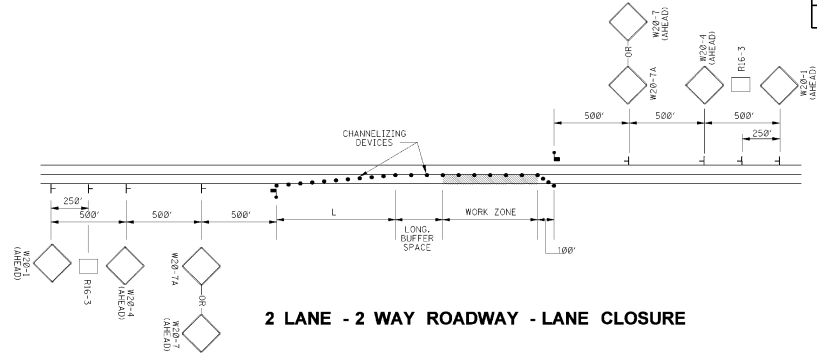 W20-7
(AHEAD)
OR
W20-7A
W20-4
(AHEAD)
R16-3
W20-1
(AHEAD)
500'
500'
500'
250'
CHANNELIZING
DEVICES
250'
500'
500'
500'
L
LONG.
BUFFER
SPACE
WORK ZONE
100'
W20-1
(AHEAD)
R16-3
W20-4
(AHEAD)
W20-7A
OR
W20-7
(AHEAD)
2 LANE - 2 WAY ROADWAY - LANE CLOSURE